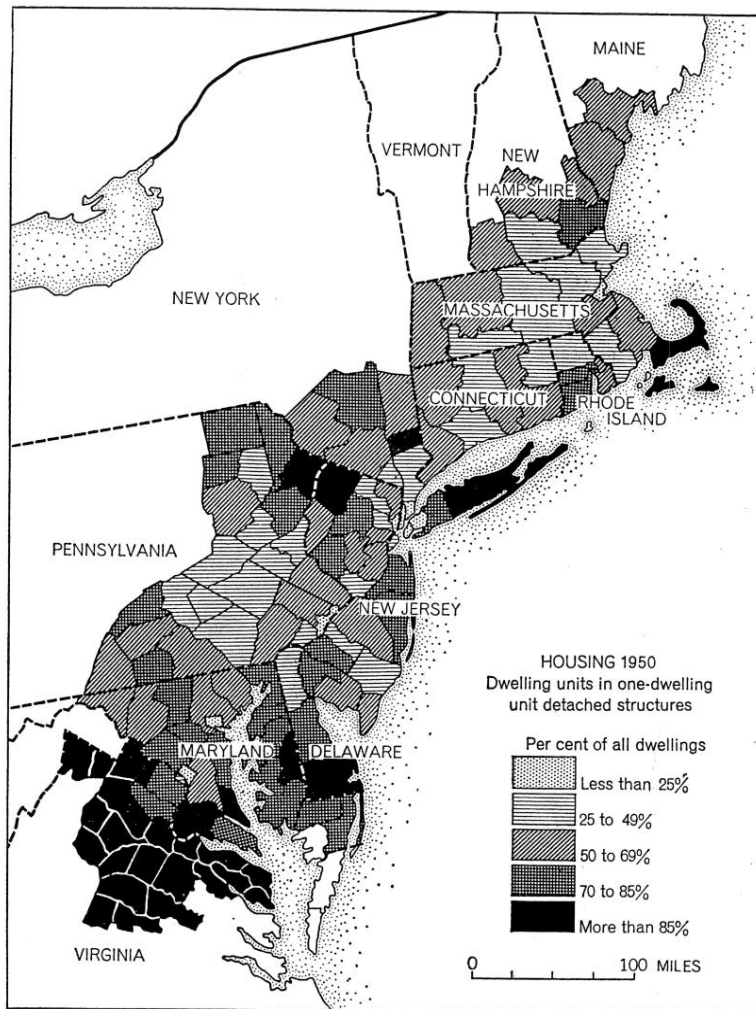 MAINE
VERMONT
NEW
HAMPSHIRE
NEW YORK
MASSACHUSETTS
CONNECTICUT
RHODE
ISLAND
PENNSYLVANIA
NEW JERSEY
MARYLAND
DELAWARE
VIRGINIA
HOUSING 1950
Dwelling units in one-dwelling
unit detached structures
Per cent of all dwellings
Less than 25%
25 to 49%
50 to 69%
70 to 85%
More than 85%
0 100 MILES